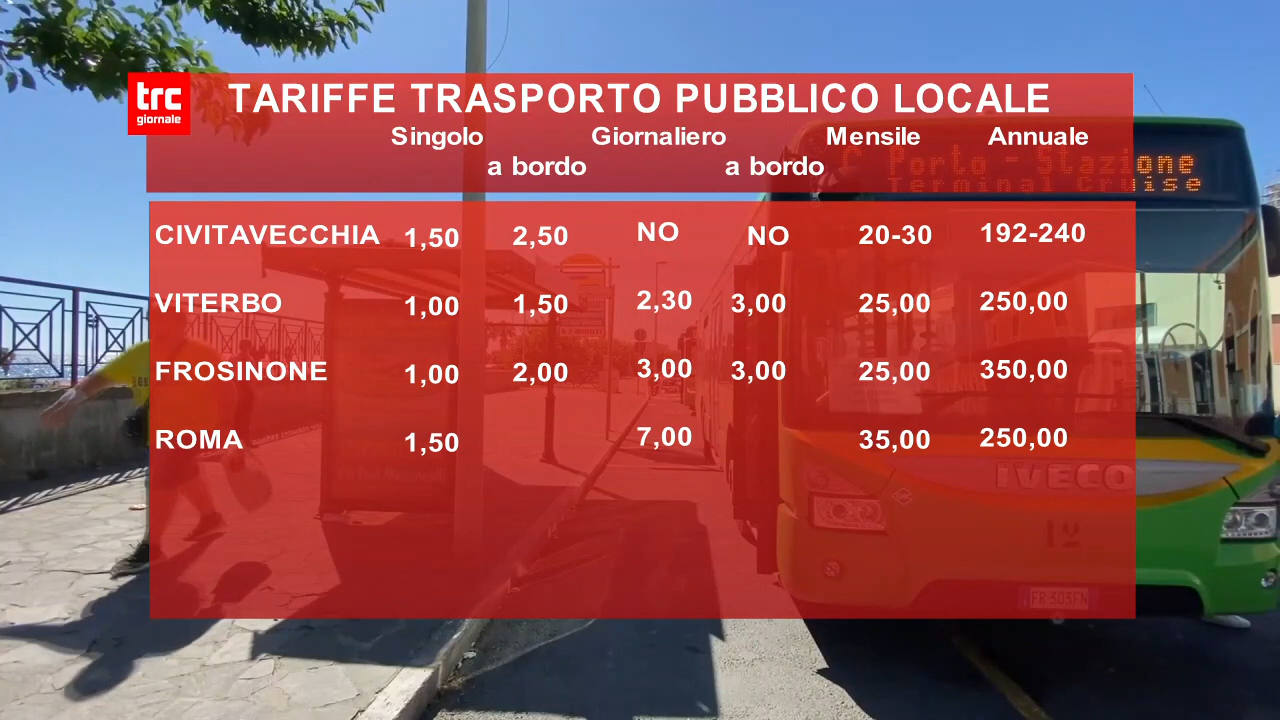 trc
giornale
TARIFFE TRASPORTO PUBBLICO LOCALE
Singolo Giornaliero Mensile Annuale
a bordo a bordo
C Porto - Stazione
Terminal Cruise
CIVITAVECCHIA 1,50 2,50 NO NO 20-30 192-240
VITERBO 1,00 1,50 2,30 3,00 25,00 250,00
FROSINONE 1,00 2,00 3,00 3,00 25,00 350,00
ROMA 1,50 7,00 35,00 250,00
IVECO
FR 303FN